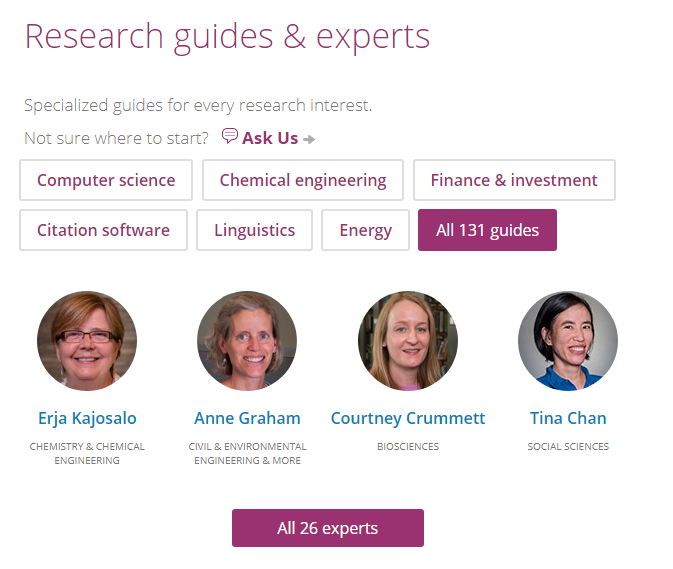 Research guides & experts
Specialized guides for every research interest.
Not sure where to start? Ask Us
Computer science Chemical engineering Finance & investment
Citation software Linguistics Energy All 131 guides
Erja Kajosalo Anne Graham Courtney Crummett Tina Chan
CHEMISTRY & CHEMICAL CIVIL & ENVIRONMENTAL BIOSCIENCES SOCIAL SCIENCES
ENGINEERING ENGINEERING & MORE
All 26 experts